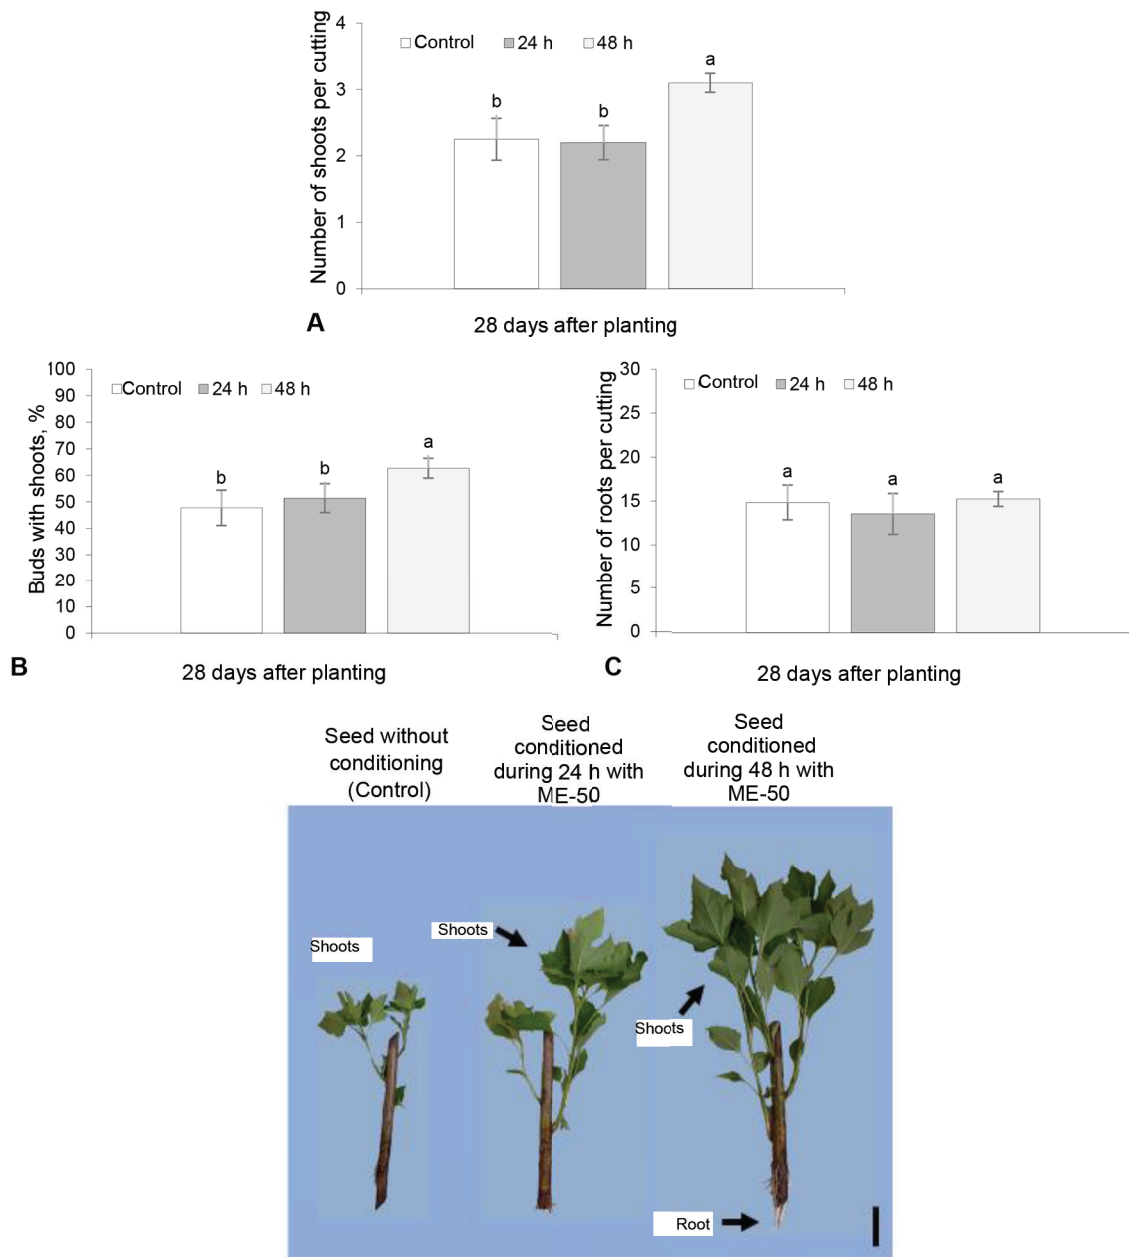 Number of shoots per cutting
4
3
2
1
0
Control 24 h 48 h
b
b
a
A
28 days after planting
Buds with shoots, %
100
90
80
70
60
50
40
30
20
10
0
Control 24 h 48 h
b
b
a
B
28 days after planting
Number of roots per cutting
30
25
20
15
10
5
0
Control 24 h 48 h
a
a
a
C
28 days after planting
Seed without
conditioning
(Control)
Seed
conditioned
during 24 h with
ME-50
Seed
conditioned
during 48 h with
ME-50
Shoots
Shoots
Shoots
Root